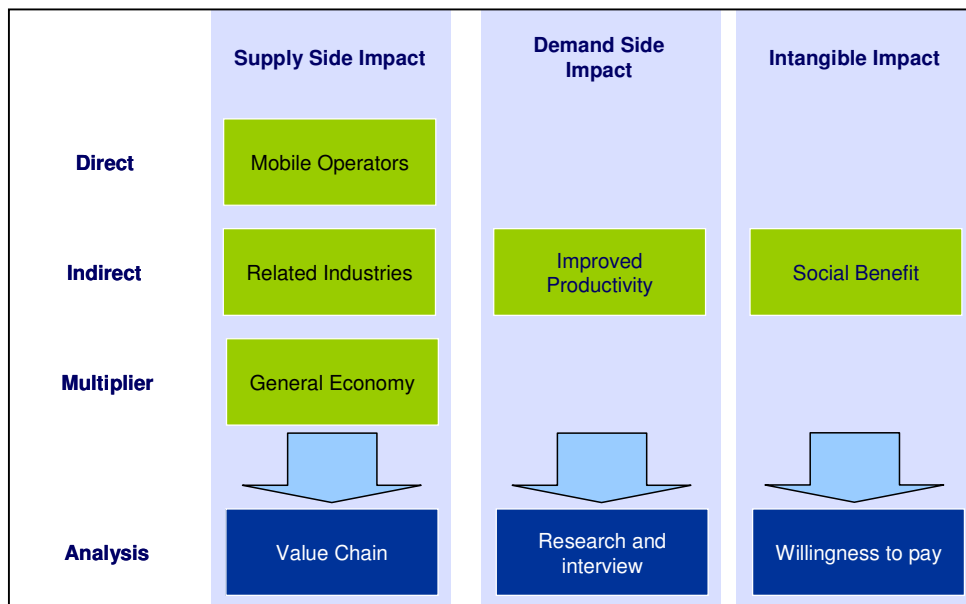 Supply Side Impact
Demand Side
Impact
Intangible Impact
Direct
Mobile Operators
Indirect
Related Industries
Improved
Productivity
Social Benefit
Multiplier
General Economy
Analysis
Value Chain
Research and
interview
Willingness to pay